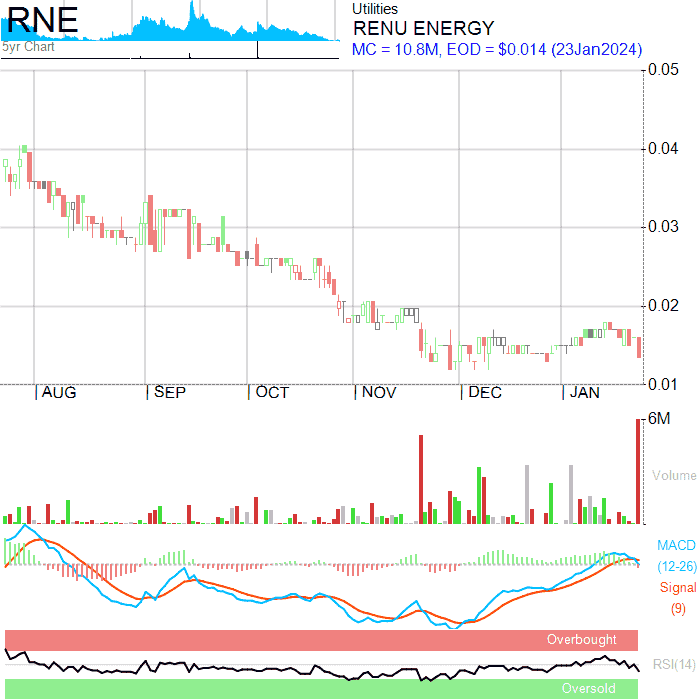 RNE
5yr Chart
Utilities
RENU ENERGY
MC = 10.8M, EOD = $0.014 (23Jan2024)
0.05
0.04
0.03
0.02
0.01
AUG SEP OCT NOV DEC JAN
6M
Volume
MACD
(12-26)
Signal
(9)
Overbought
RSI(14)
Oversold